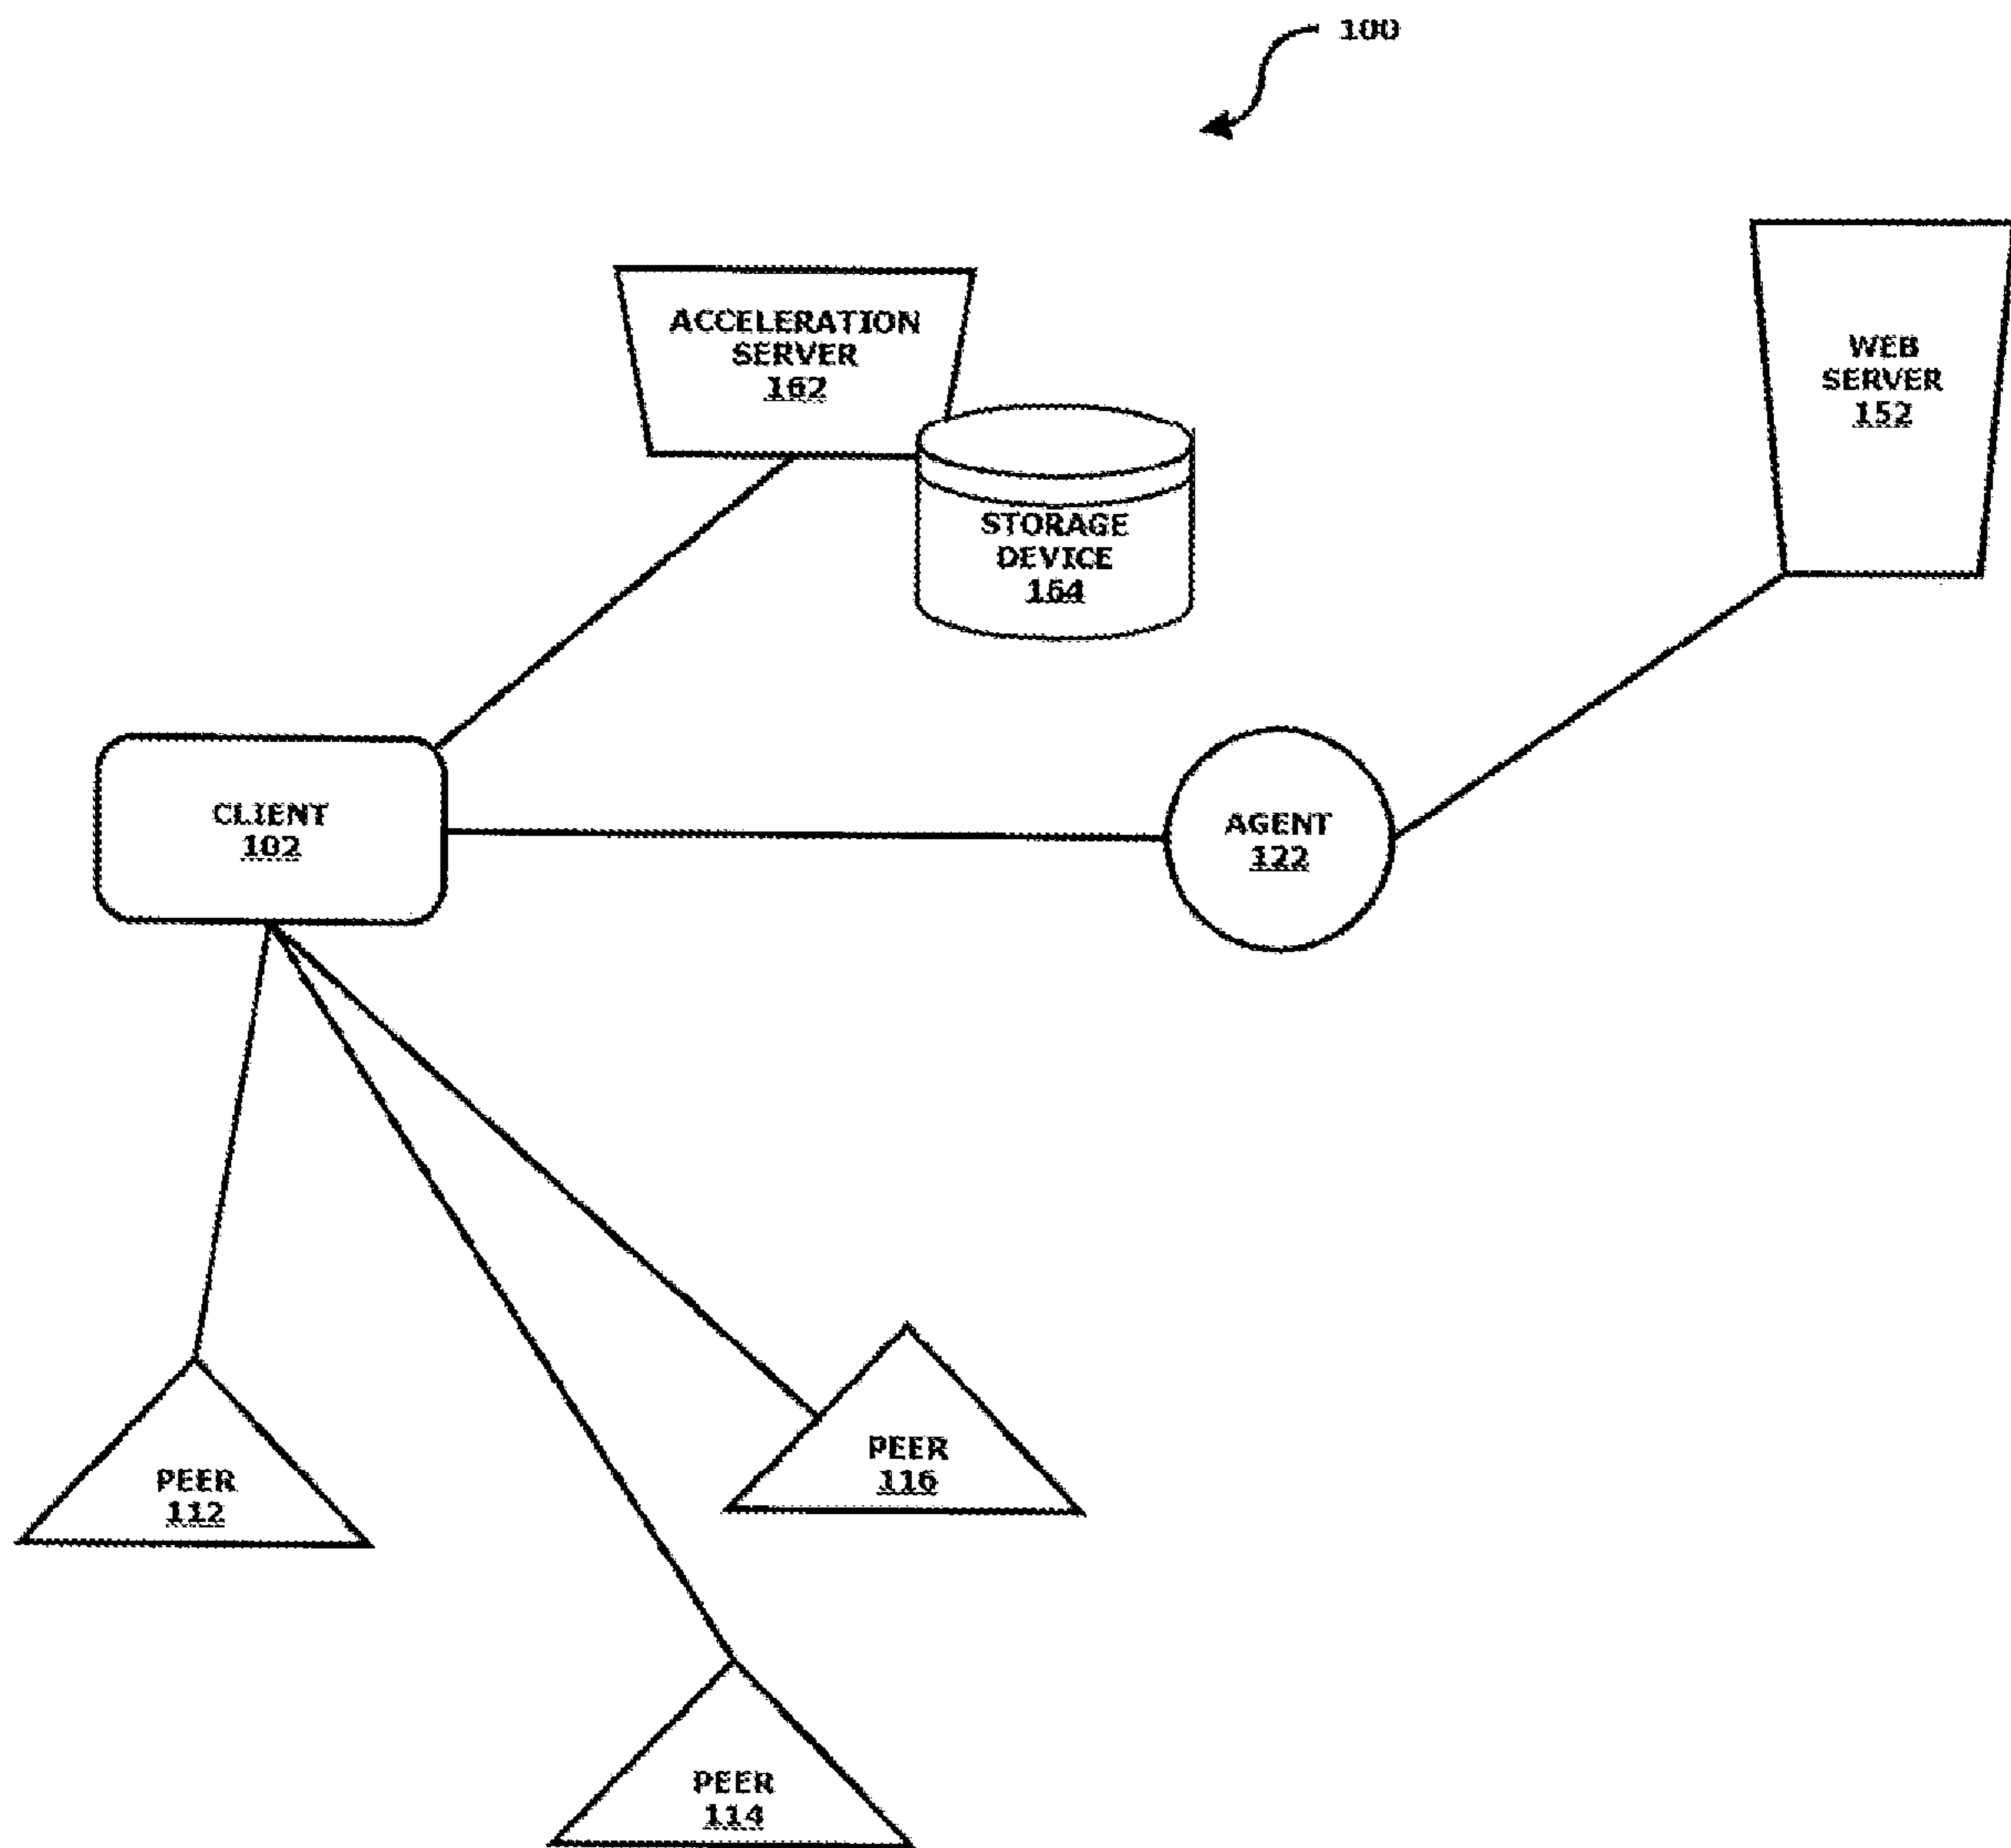 100
ACCELERATION
SERVER
162
WEB
SERVER
152
STORAGE
DEVICE
164
CLIENT
102
AGENT
122
PEER
116
PEER
112
PEER
114